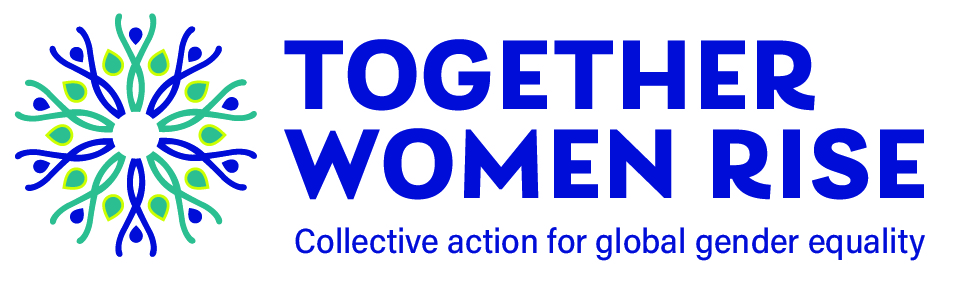 TOGETHER
WOMEN RISE
Collective action for global gender equality